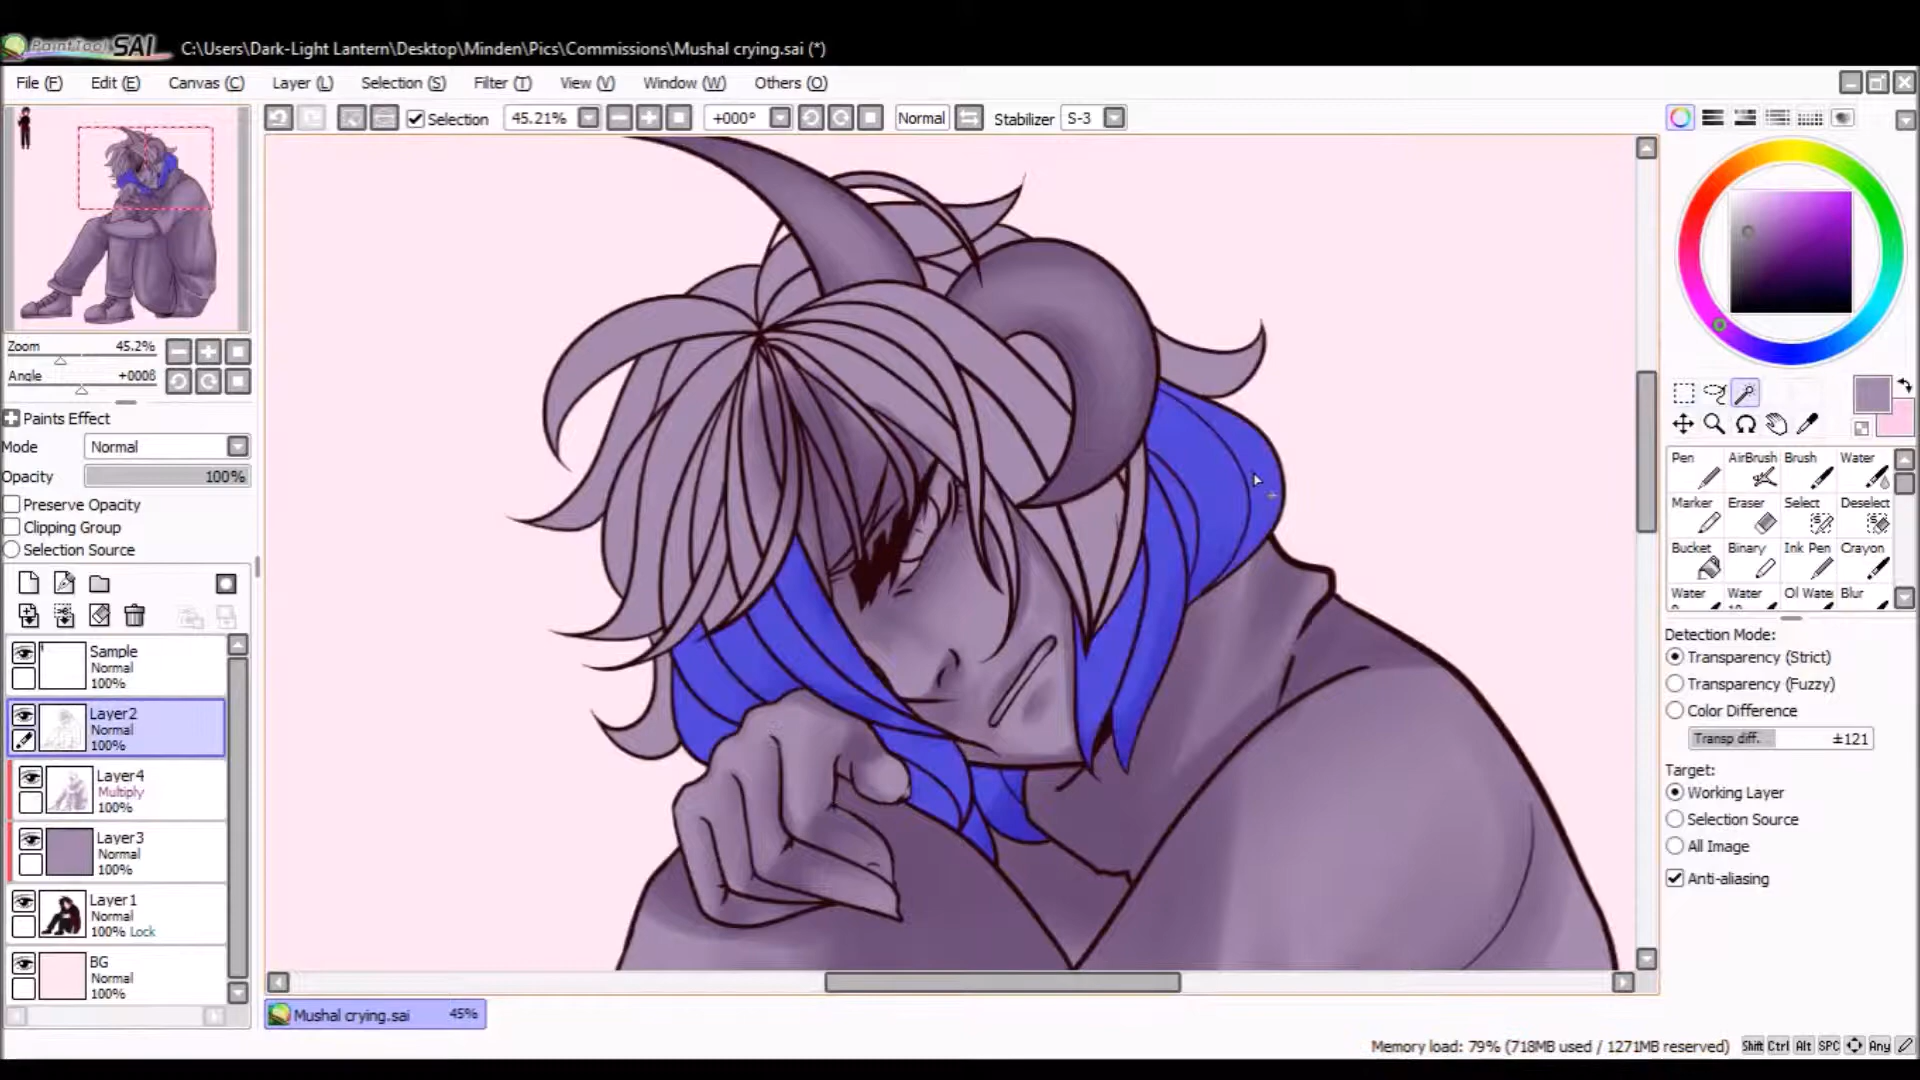 PaintTool SAI C:\Users\Dark-Light Lantern\Desktop\Minden\Pics\Commissions\Mushal crying.sai (*)
File (F) Edit (E) Canvas (C) Layer (L) Selection (S) Filter (T) View (V) Window (W) Others (O)
Selection 45.21% +000° Normal Stabilizer S-3
Zoom 45.2%
Angle
Paints Effect
Mode Normal
Opacity 100%
Preserve Opacity
Clipping Group
Selection Source
Sample
Normal
100%
Layer2
Normal
100%
Layer4
Multiply
100%
Layer3
Normal
100%
Layer1
Normal
100% Lock
BG
Normal
100%
Pen AirBrush Brush Water
Marker Eraser Select Deselect
Bucket Binary Ink Pen Crayon
Water Water Ol Wate Blur
Detection Mode:
Transparency (Strict)
Transparency (Fuzzy)
Color Difference
Transp diff. ±121
Target:
Working Layer
Selection Source
All Image
Anti-aliasing
Mushal crying.sai 45%
Memory load: 79% (718MB used / 1271MB reserved) Shift Ctrl Alt SPC Any